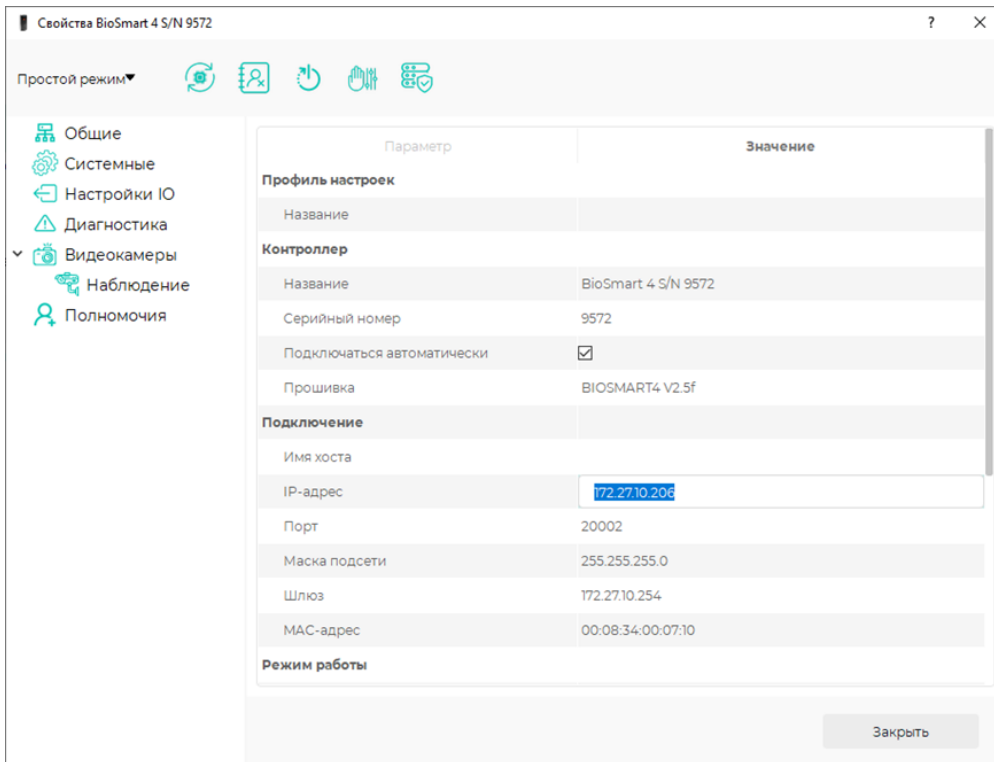 Свойства BioSmart 4 S/N 9572 ?
Простой режим
Общие
Системные
Настройки IO
Диагностика
Видеокамеры
Наблюдение
Полномочия
Параметр Значение
Профиль настроек
Название
Контроллер
Название BioSmart 4 S/N 9572
Серийный номер 9572
Подключаться автоматически
Прошивка BIOSMART4 V2.5f
Подключение
Имя хоста
IP-адрес 172.27.10.206
Порт 20002
Маска подсети 255.255.255.0
Шлюз 172.27.10.254
MAC-адрес 00:08:34:00:07:10
Режим работы
Закрыть